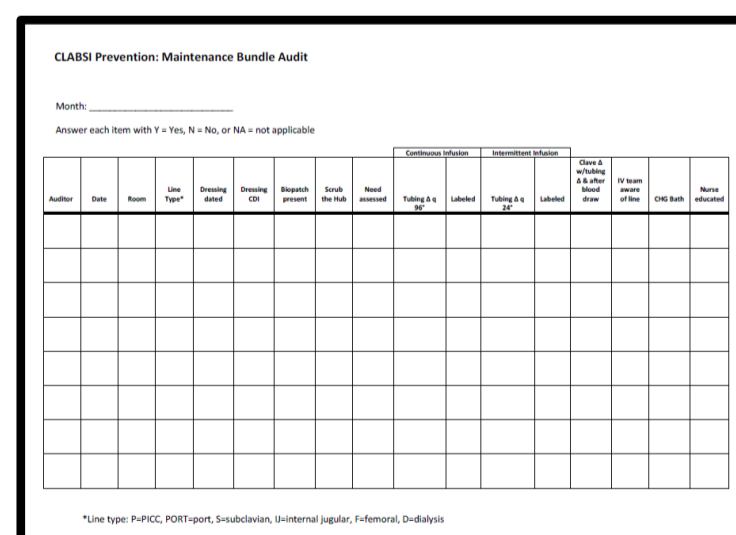 CLABSI Prevention: Maintenance Bundle Audit
Month: ______________________________
Answer each item with Y = Yes, N = No, or NA = not applicable
Continuous Infusion Intermittent Infusion
Auditor
Date
Room
Line
Type*
Dressing
dated
Dressing
CDI
Biopatch
present
Scrub
the Hub
Need
assessed
Tubing Δ q
96°
Labeled
Tubing Δ q
24°
Labeled
Clave Δ
w/tubing
Δ & after
blood
draw
IV team
aware
of line
CHG Bath
Nurse
educated
*Line type: P=PICC, PORT=port, S=subclavian, IJ=internal jugular, F=femoral, D=dialysis